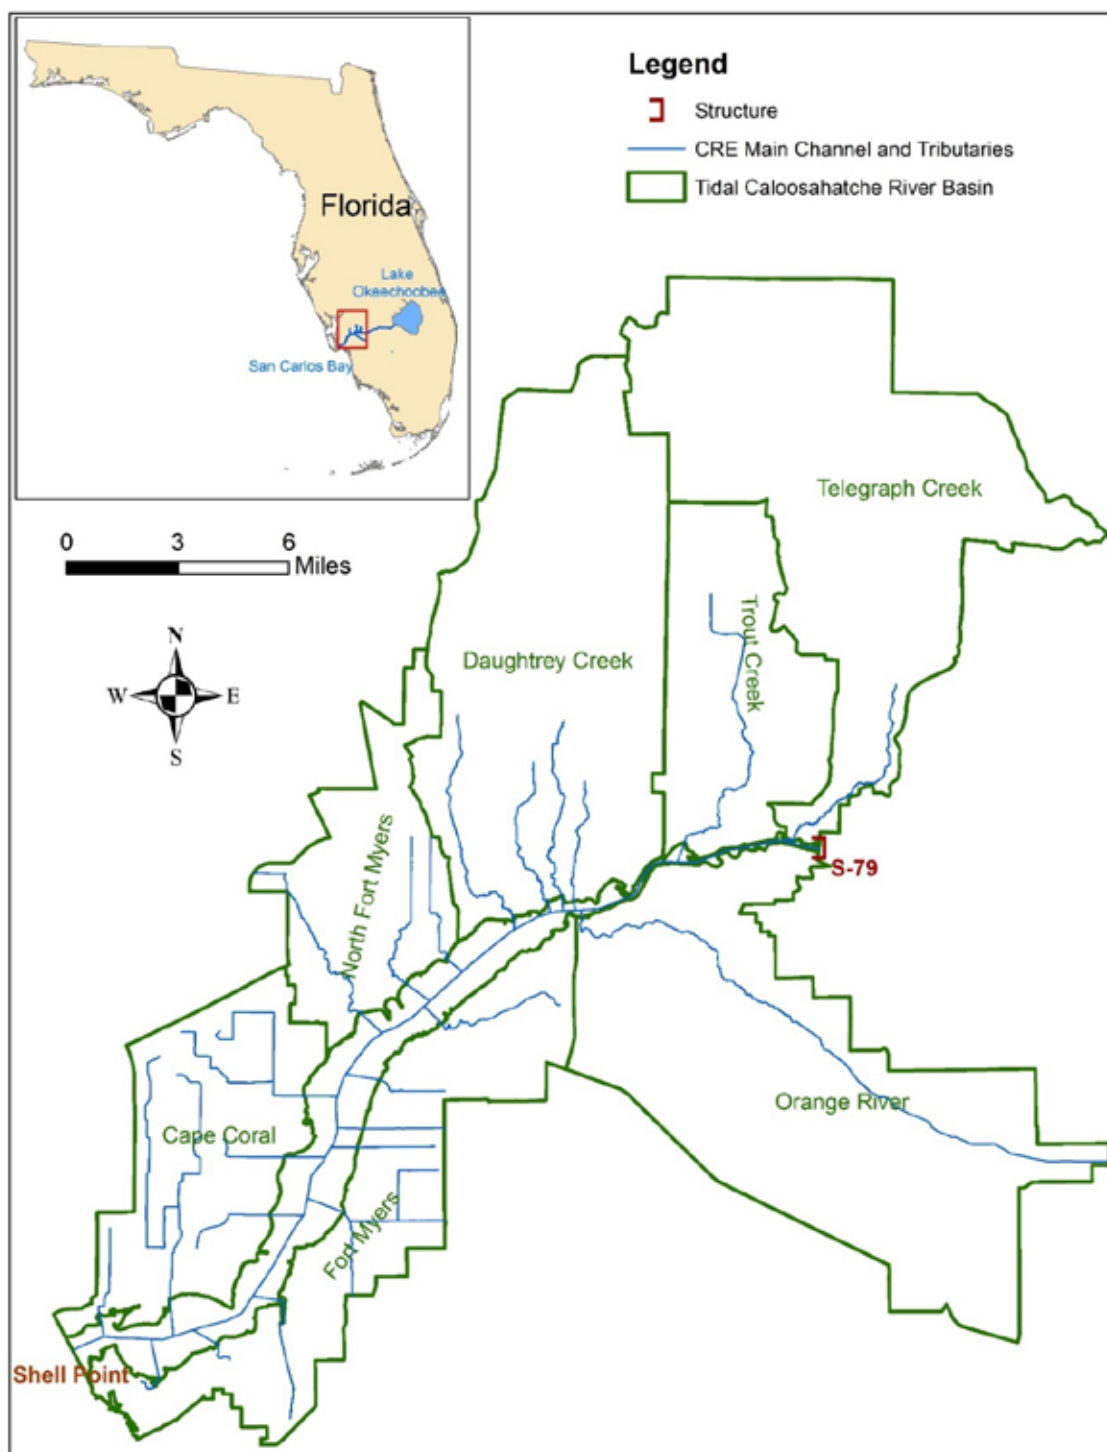 Florida
Lake
Okeechobee
San Carlos Bay
Legend
Structure
CRE Main Channel and Tributaries
Tidal Caloosahatche River Basin
0 3 6
Miles
N
W E
S
Telegraph Creek
Trout Creek
Daughtrey Creek
North Fort Myers
S-79
Orange River
Cape Coral
Fort Myers
Shell Point